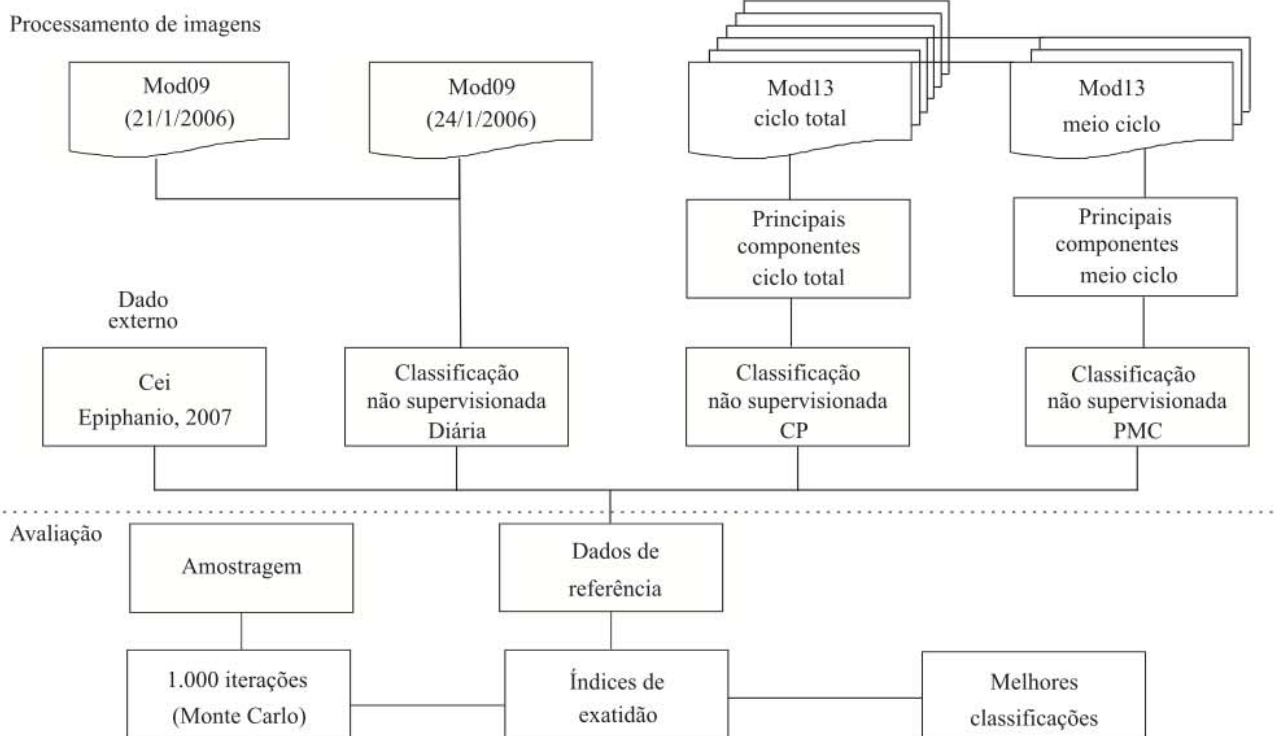 Processamento de imagens
Mod09
(21/1/2006)
Mod09
(24/1/2006)
Mod13
ciclo total
Mod13
meio ciclo
Principais
componentes
ciclo total
Principais
componentes
meio ciclo
Dado
externo
Cei
Epiphanio, 2007
Classificação
não supervisionada
Diária
Classificação
não supervisionada
CP
Classificação
não supervisionada
PMC
Avaliação
Amostragem
Dados de
referência
1.000 iterações
(Monte Carlo)
Índices de
exatidão
Melhores
classificações